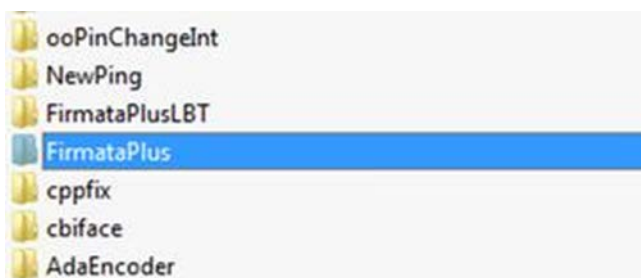 ooPinChangeInt
NewPing
FirmataPlusLBT
FirmataPlus
cppfix
cbiface
AdaEncoder